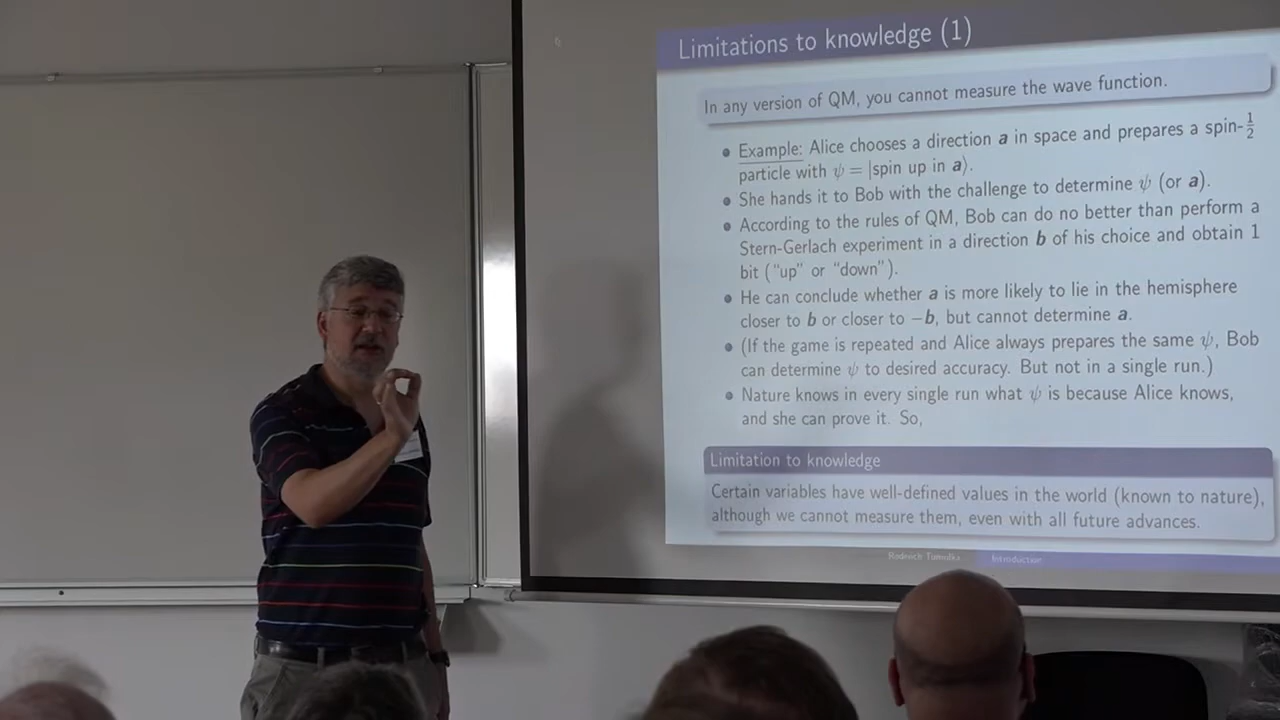 Limitations to knowledge (1)
In any version of QM, you cannot measure the wave function.
Example: Alice chooses a direction a in space and prepares a spin-½
particle with ψ = |spin up in a⟩.
She hands it to Bob with the challenge to determine ψ (or a).
According to the rules of QM, Bob can do no better than perform a
Stern-Gerlach experiment in a direction b of his choice and obtain 1
bit ("up" or "down").
He can conclude whether a is more likely to lie in the hemisphere
closer to b or closer to −b, but cannot determine a.
(If the game is repeated and Alice always prepares the same ψ, Bob
can determine ψ to desired accuracy. But not in a single run.)
Nature knows in every single run what ψ is because Alice knows,
and she can prove it. So,
Limitation to knowledge
Certain variables have well-defined values in the world (known to nature),
although we cannot measure them, even with all future advances.
Roderich Tumulka Introduction